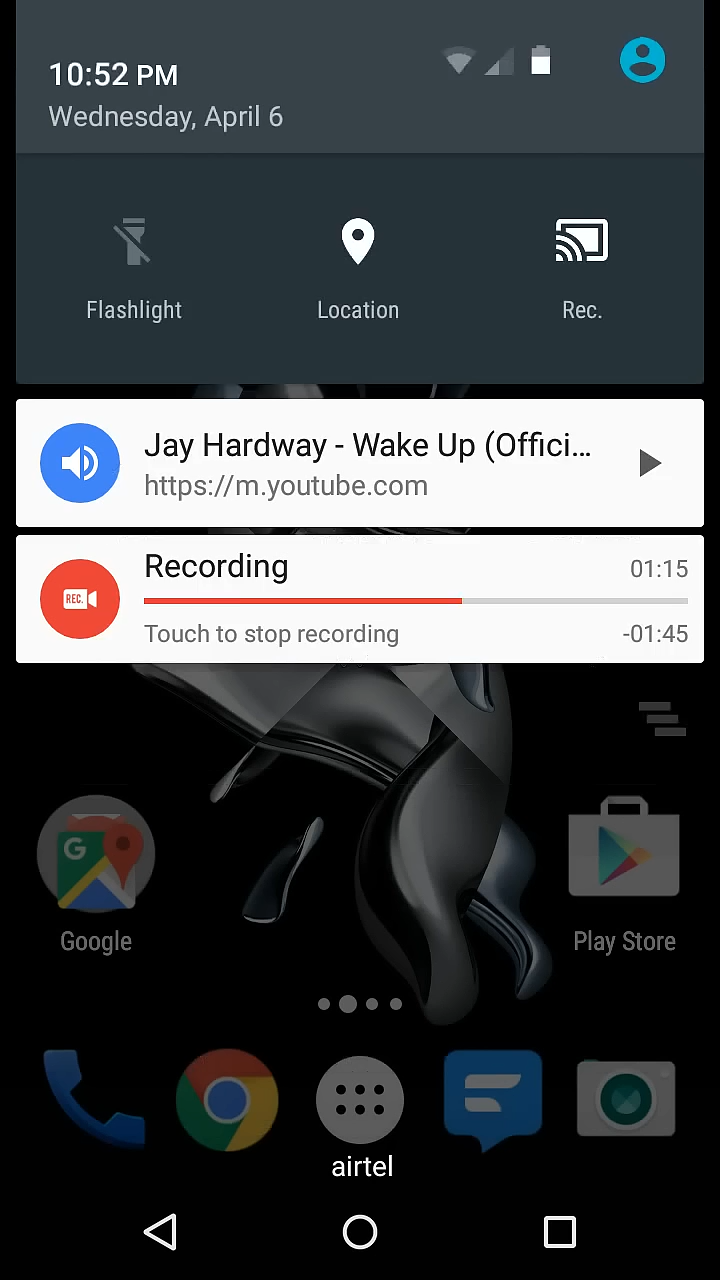 10:52 PM
Wednesday, April 6
Flashlight
Location
Rec.
Jay Hardway - Wake Up (Offici...
https://m.youtube.com
REC.
Recording
01:15
Touch to stop recording
-01:45
G
Google
Play Store
airtel